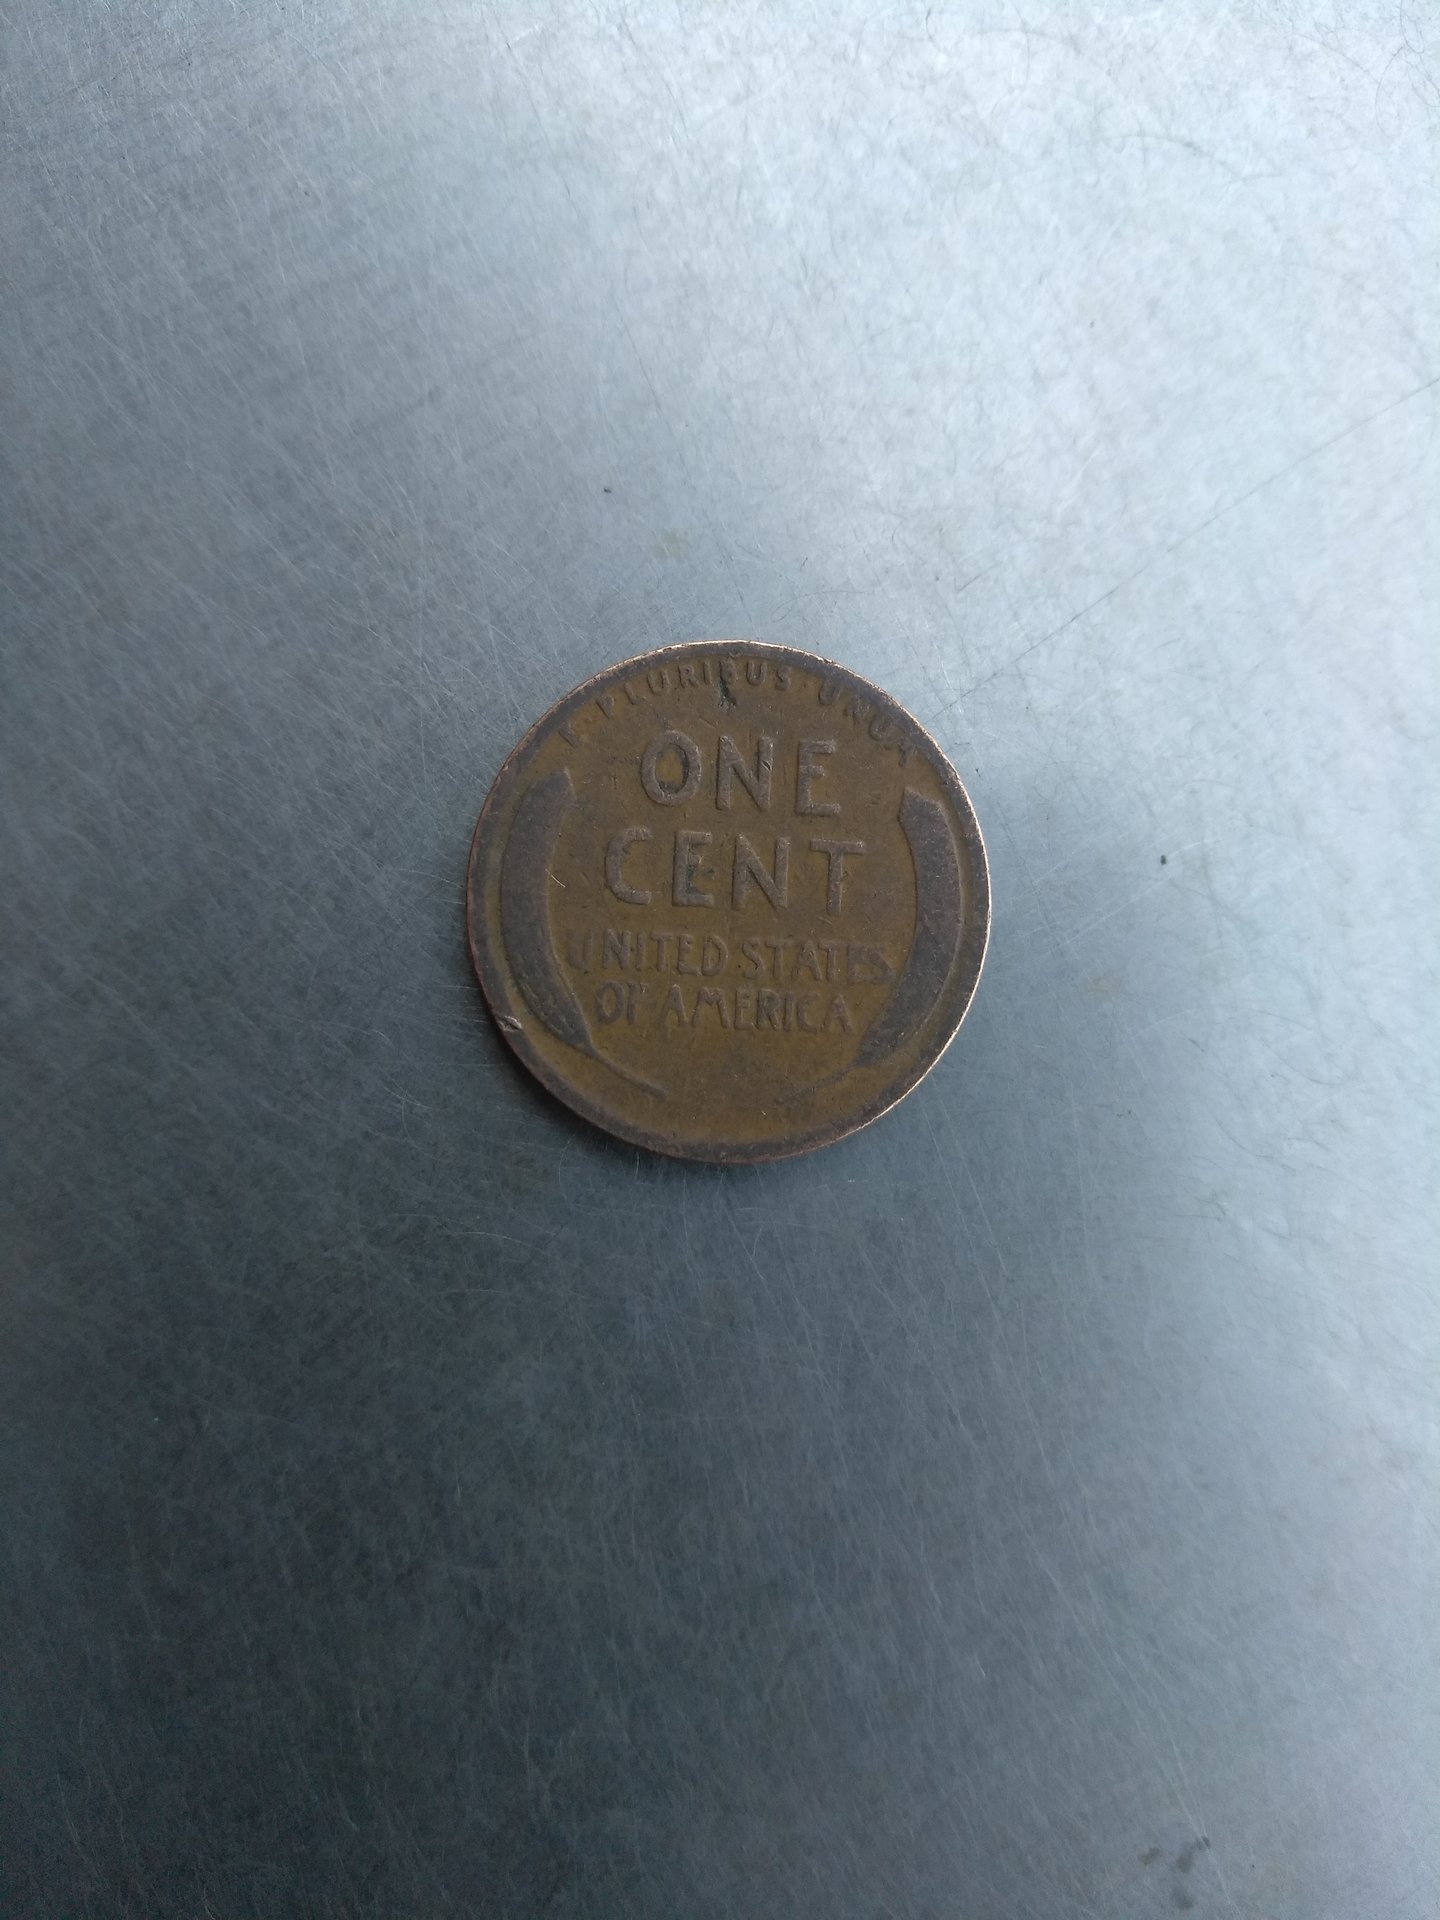 E · PLURIBUS · UNUM
ONE
CENT
UNITED STATES
OF AMERICA